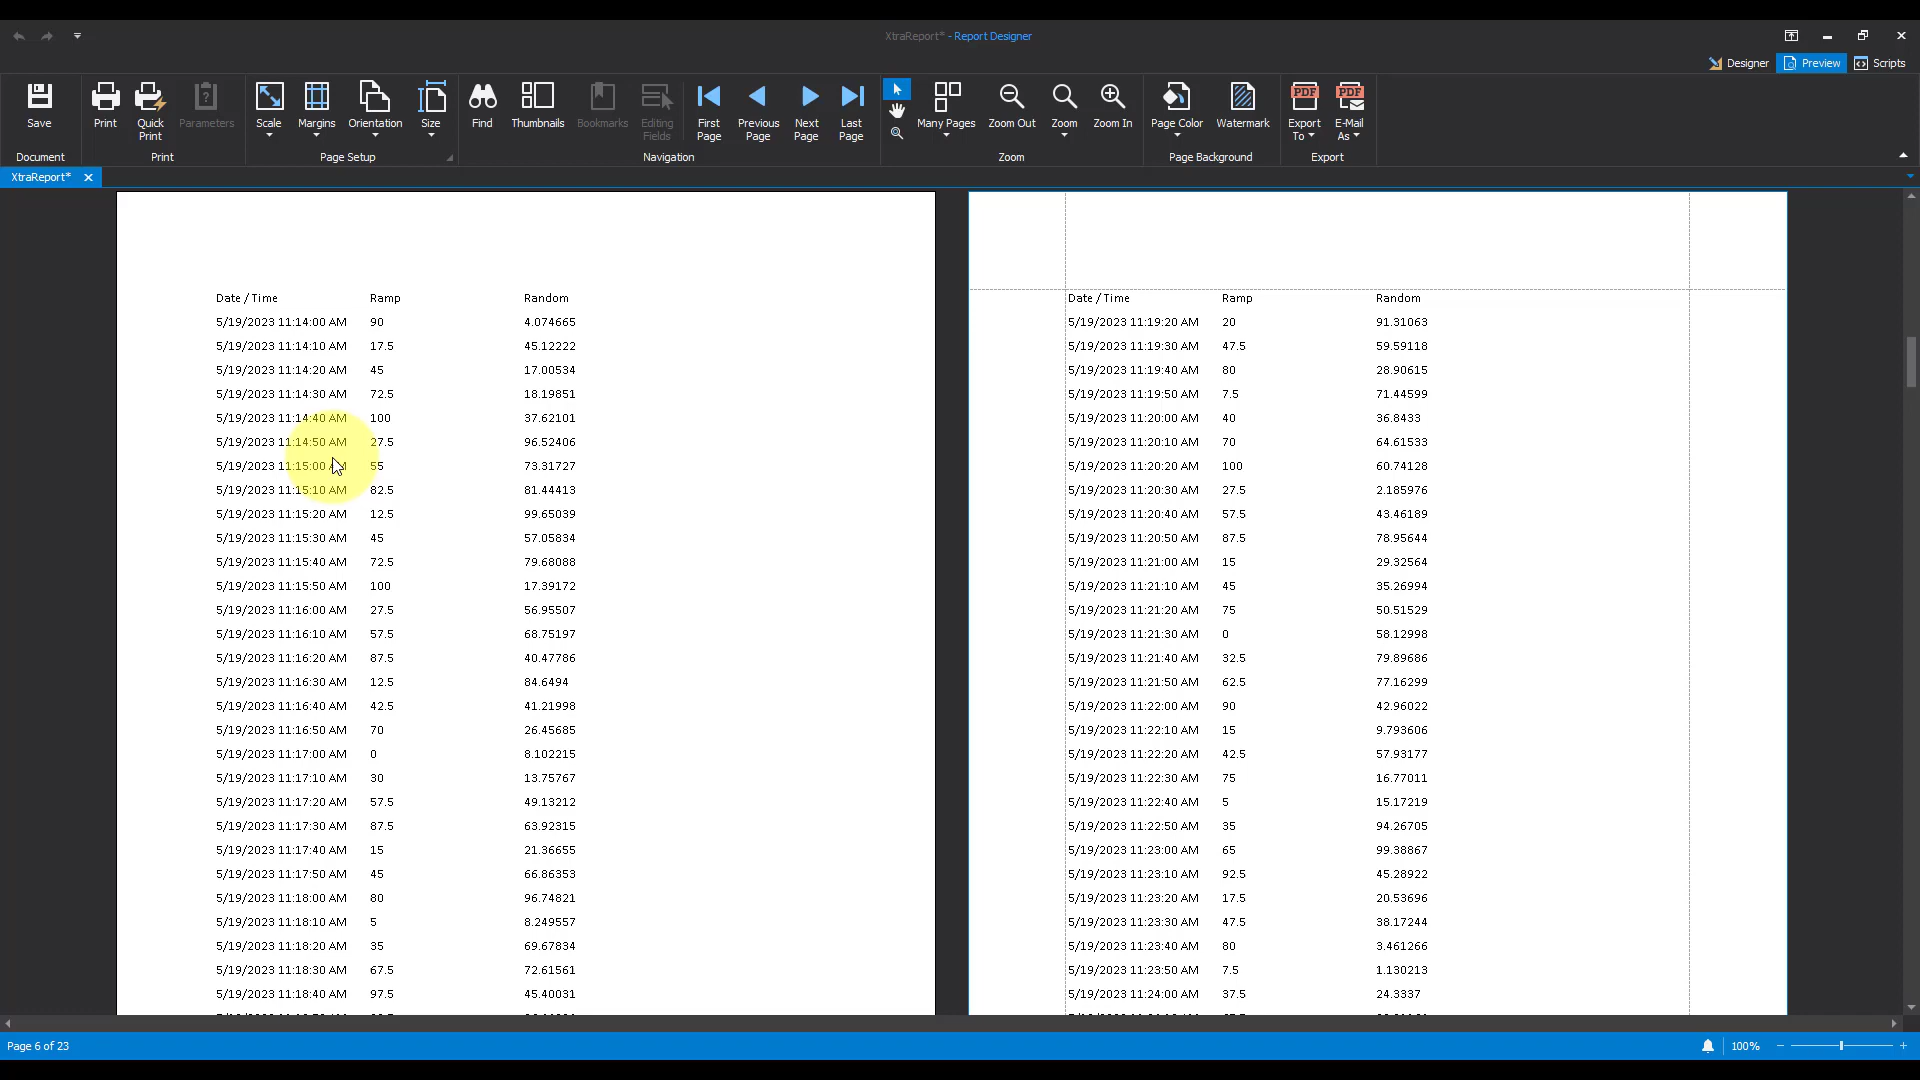 XtraReport* - Report Designer
Designer Preview Scripts
Save
Print
Quick Print
Parameters
Scale
Margins
Orientation
Size
Find
Thumbnails
Bookmarks
Editing Fields
First Page
Previous Page
Next Page
Last Page
Many Pages
Zoom Out
Zoom
Zoom In
Page Color
Watermark
PDF
Export To
PDF
E-Mail As
Document
Print
Page Setup
Navigation
Zoom
Page Background
Export
XtraReport*
Date / Time Ramp Random
5/19/2023 11:14:00 AM 90 4.074665
5/19/2023 11:14:10 AM 17.5 45.12222
5/19/2023 11:14:20 AM 45 17.00534
5/19/2023 11:14:30 AM 72.5 18.19851
5/19/2023 11:14:40 AM 100 37.62101
5/19/2023 11:14:50 AM 27.5 96.52406
5/19/2023 11:15:00 AM 55 73.31727
5/19/2023 11:15:10 AM 82.5 81.44413
5/19/2023 11:15:20 AM 12.5 99.65039
5/19/2023 11:15:30 AM 45 57.05834
5/19/2023 11:15:40 AM 72.5 79.68088
5/19/2023 11:15:50 AM 100 17.39172
5/19/2023 11:16:00 AM 27.5 56.95507
5/19/2023 11:16:10 AM 57.5 68.75197
5/19/2023 11:16:20 AM 87.5 40.47786
5/19/2023 11:16:30 AM 12.5 84.6494
5/19/2023 11:16:40 AM 42.5 41.21998
5/19/2023 11:16:50 AM 70 26.45685
5/19/2023 11:17:00 AM 0 8.102215
5/19/2023 11:17:10 AM 30 13.75767
5/19/2023 11:17:20 AM 57.5 49.13212
5/19/2023 11:17:30 AM 87.5 63.92315
5/19/2023 11:17:40 AM 15 21.36655
5/19/2023 11:17:50 AM 45 66.86353
5/19/2023 11:18:00 AM 80 96.74821
5/19/2023 11:18:10 AM 5 8.249557
5/19/2023 11:18:20 AM 35 69.67834
5/19/2023 11:18:30 AM 67.5 72.61561
5/19/2023 11:18:40 AM 97.5 45.40031
Date / Time Ramp Random
5/19/2023 11:19:20 AM 20 91.31063
5/19/2023 11:19:30 AM 47.5 59.59118
5/19/2023 11:19:40 AM 80 28.90615
5/19/2023 11:19:50 AM 7.5 71.44599
5/19/2023 11:20:00 AM 40 36.8433
5/19/2023 11:20:10 AM 70 64.61533
5/19/2023 11:20:20 AM 100 60.74128
5/19/2023 11:20:30 AM 27.5 2.185976
5/19/2023 11:20:40 AM 57.5 43.46189
5/19/2023 11:20:50 AM 87.5 78.95644
5/19/2023 11:21:00 AM 15 29.32564
5/19/2023 11:21:10 AM 45 35.26994
5/19/2023 11:21:20 AM 75 50.51529
5/19/2023 11:21:30 AM 0 58.12998
5/19/2023 11:21:40 AM 32.5 79.89686
5/19/2023 11:21:50 AM 62.5 77.16299
5/19/2023 11:22:00 AM 90 42.96022
5/19/2023 11:22:10 AM 15 9.793606
5/19/2023 11:22:20 AM 42.5 57.93177
5/19/2023 11:22:30 AM 75 16.77011
5/19/2023 11:22:40 AM 5 15.17219
5/19/2023 11:22:50 AM 35 94.26705
5/19/2023 11:23:00 AM 65 99.38867
5/19/2023 11:23:10 AM 92.5 45.28922
5/19/2023 11:23:20 AM 17.5 20.53696
5/19/2023 11:23:30 AM 47.5 38.17244
5/19/2023 11:23:40 AM 80 3.461266
5/19/2023 11:23:50 AM 7.5 1.130213
5/19/2023 11:24:00 AM 37.5 24.3337
Page 6 of 23
100%